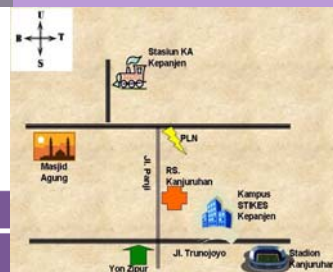 U
B T
S
Stasiun KA
Kepanjen
PLN
Masjid
Agung
Jl. Panji
RS.
Kanjuruhan
Kampus
STIKES
Kepanjen
Jl. Trunojoyo
Yon Zipur
Stadion
Kanjuruhan